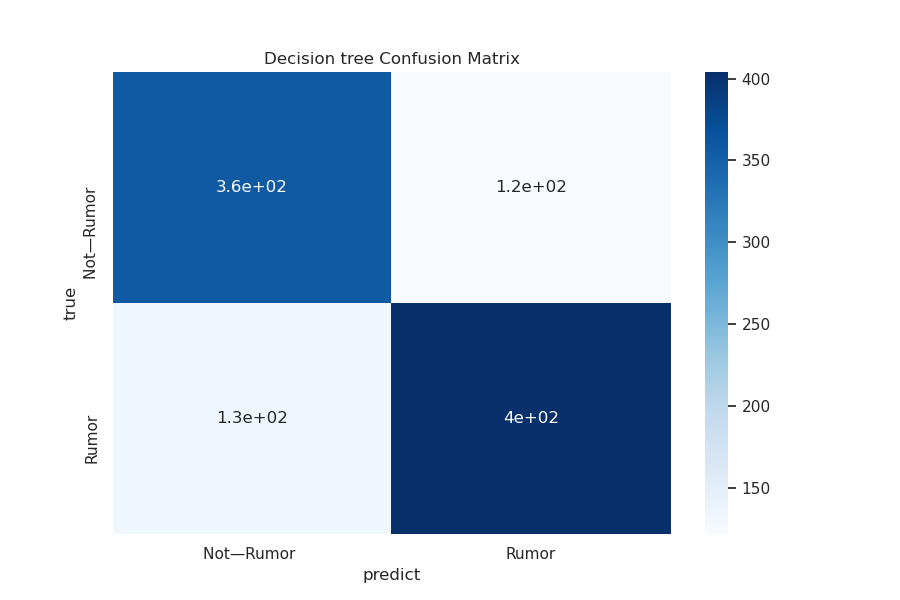 Decision tree Confusion Matrix
true
Not—Rumor
Rumor
3.6e+02
1.2e+02
1.3e+02
4e+02
Not—Rumor
Rumor
predict
400
350
300
250
200
150